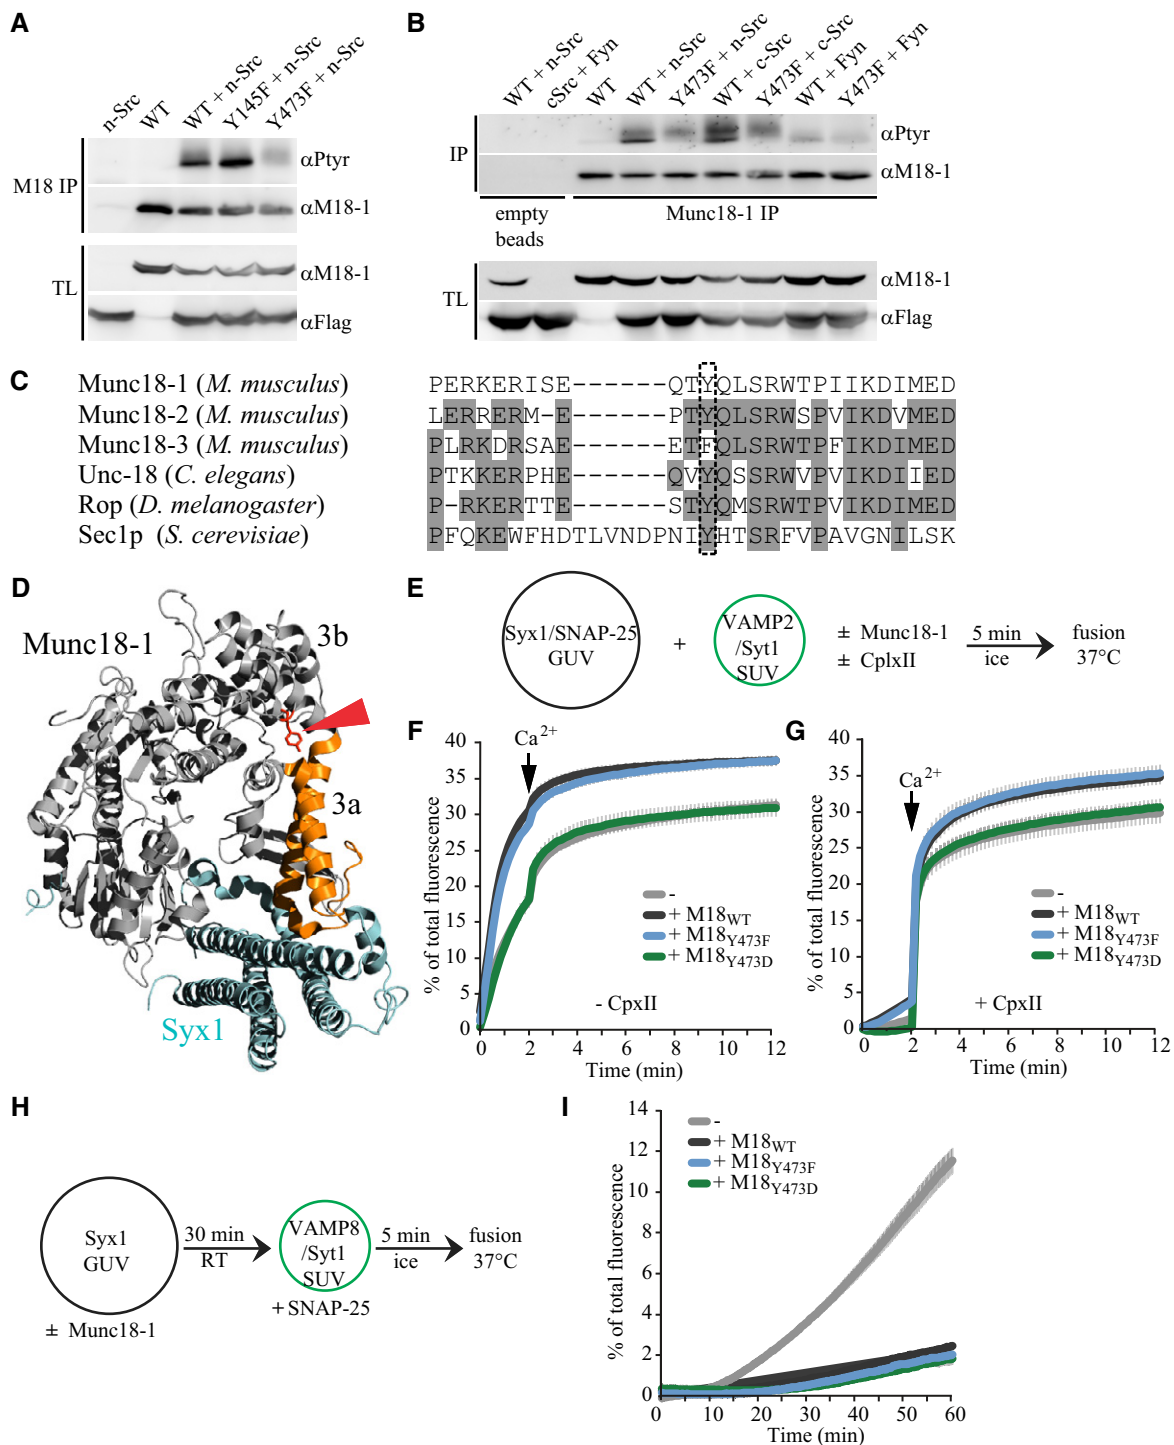 A
n-Src
WT
WT + n-Src
Y145F + n-Src
Y473F + n-Src
M18 IP
αPtyr
αM18-1
TL
αM18-1
αFlag
B
WT + n-Src
cSrc + Fyn
WT
WT + n-Src
Y473F + n-Src
WT + c-Src
Y473F + c-Src
WT + Fyn
Y473F + Fyn
IP
αPtyr
αM18-1
empty
beads
Munc18-1 IP
TL
αM18-1
αFlag
C
Munc18-1 (M. musculus) PERKERISE------QTYQLSRWTPIIKDIMED
Munc18-2 (M. musculus) LERRERM-E------PTYQLSRWSPVIKDVMED
Munc18-3 (M. musculus) PLRKDRSAE------ETFQLSRWTPFIKDIMED
Unc-18 (C. elegans) PTKKERPHE------QVYQSSRWVPVIKDIIED
Rop (D. melanogaster) P-RKERTTE------STYQMSRWTPVIKDIMED
Sec1p (S. cerevisiae) PFQKEWFHDTLVNDPNIYHTSRFVPAVGNILSK
D
Munc18-1
3b
3a
Syx1
E
Syx1/SNAP-25
GUV
+
VAMP2
/Syt1
SUV
± Munc18-1
± CplxII
5 min
ice
fusion
37°C
F
% of total fluorescence
40
35
30
25
20
15
10
5
0
Ca2+
-
+ M18WT
+ M18Y473F
+ M18Y473D
- CpxII
0 2 4 6 8 10 12
Time (min)
G
40
35
30
25
20
15
10
5
0
Ca2+
-
+ M18WT
+ M18Y473F
+ M18Y473D
+ CpxII
0 2 4 6 8 10 12
Time (min)
H
Syx1
GUV
± Munc18-1
30 min
RT
VAMP8
/Syt1
SUV
+ SNAP-25
5 min
ice
fusion
37°C
I
% of total fluorescence
14
12
10
8
6
4
2
0
-
+ M18WT
+ M18Y473F
+ M18Y473D
0 10 20 30 40 50 60
Time (min)